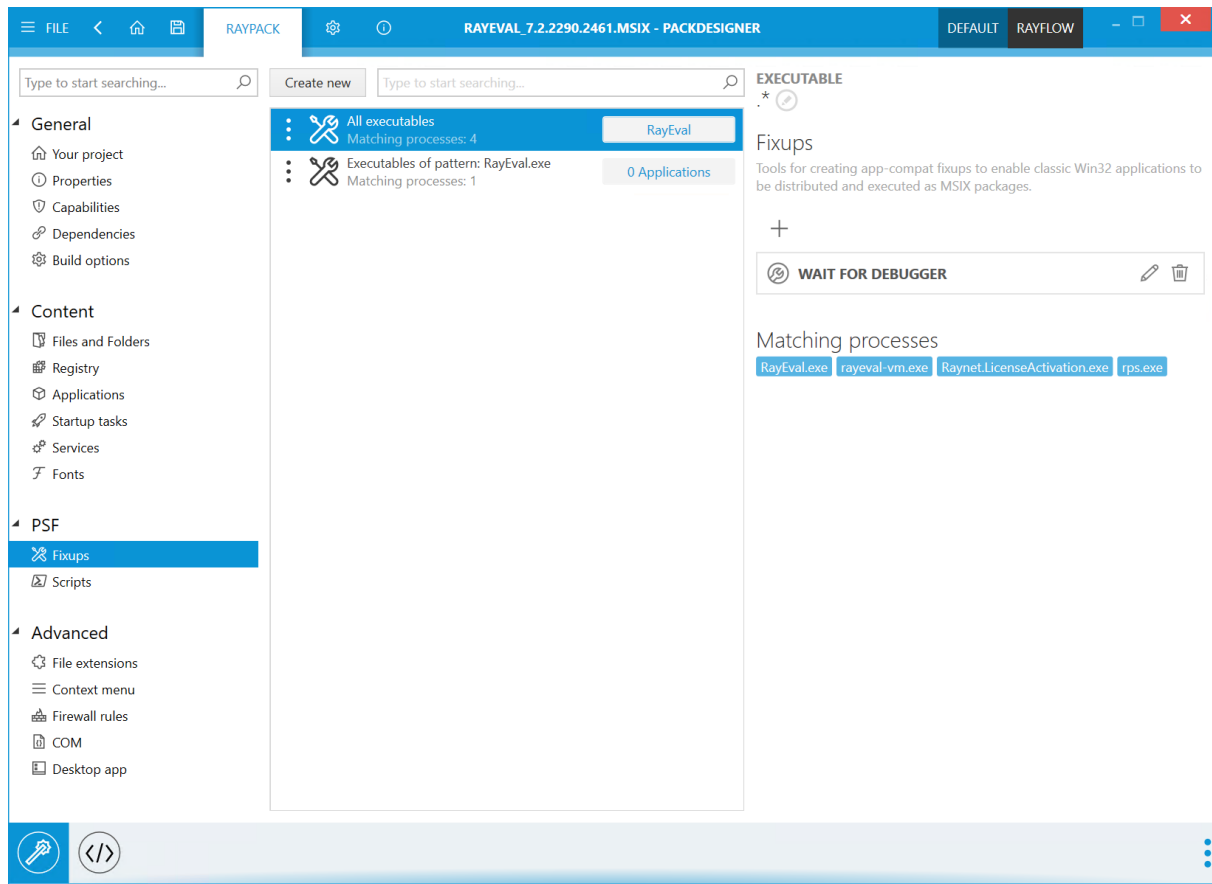 FILE
RAYPACK
RAYEVAL_7.2.2290.2461.MSIX - PACKDESIGNER
DEFAULT
RAYFLOW
Type to start searching...
General
Your project
Properties
Capabilities
Dependencies
Build options
Content
Files and Folders
Registry
Applications
Startup tasks
Services
Fonts
PSF
Fixups
Scripts
Advanced
File extensions
Context menu
Firewall rules
COM
Desktop app
Create new
Type to start searching...
All executables
Matching processes: 4
RayEval
Executables of pattern: RayEval.exe
Matching processes: 1
0 Applications
EXECUTABLE
.*
Fixups
Tools for creating app-compat fixups to enable classic Win32 applications to
be distributed and executed as MSIX packages.
WAIT FOR DEBUGGER
Matching processes
RayEval.exe rayeval-vm.exe Raynet.LicenseActivation.exe rps.exe